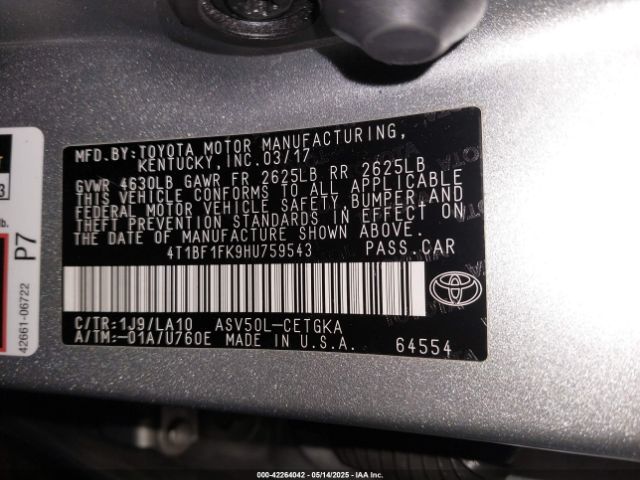 MFD.BY:TOYOTA MOTOR MANUFACTURING,
KENTUCKY, INC.03/17
GVWR 4630LB GAWR FR 2625LB RR 2625LB
THIS VEHICLE CONFORMS TO ALL APPLICABLE
FEDERAL MOTOR VEHICLE SAFETY, BUMPER, AND
THEFT PREVENTION STANDARDS IN EFFECT ON
THE DATE OF MANUFACTURE SHOWN ABOVE.
4T1BF1FK9HU759543 PASS.CAR
C/TR:1J9/LA10 ASV50L-CETGKA
A/TM:-01A/U760E MADE IN U.S.A. 64554
TOYOTA
3
lb.
P7
42661-06722
000-42264042 | 05/14/2025 | IAA Inc.